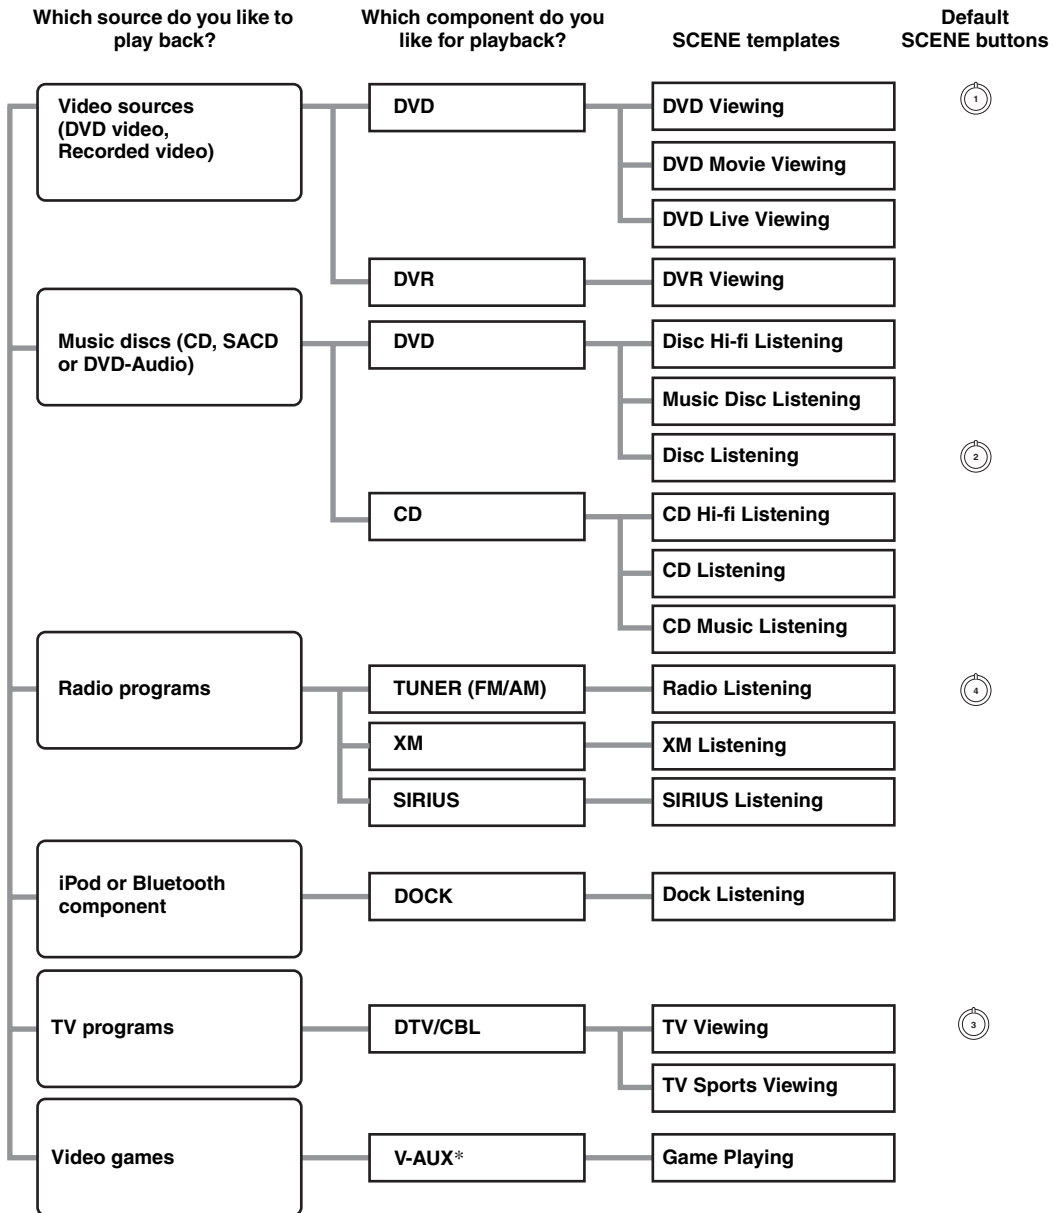 Which source do you like to
play back?
Which component do you
like for playback?
SCENE templates
Default
SCENE buttons
Video sources
(DVD video,
Recorded video)
DVD
DVD Viewing
1
DVD Movie Viewing
DVD Live Viewing
DVR
DVR Viewing
Music discs (CD, SACD
or DVD-Audio)
DVD
Disc Hi-fi Listening
Music Disc Listening
Disc Listening
2
CD
CD Hi-fi Listening
CD Listening
CD Music Listening
Radio programs
TUNER (FM/AM)
Radio Listening
4
XM
XM Listening
SIRIUS
SIRIUS Listening
iPod or Bluetooth
component
DOCK
Dock Listening
TV programs
DTV/CBL
TV Viewing
3
TV Sports Viewing
Video games
V-AUX*
Game Playing